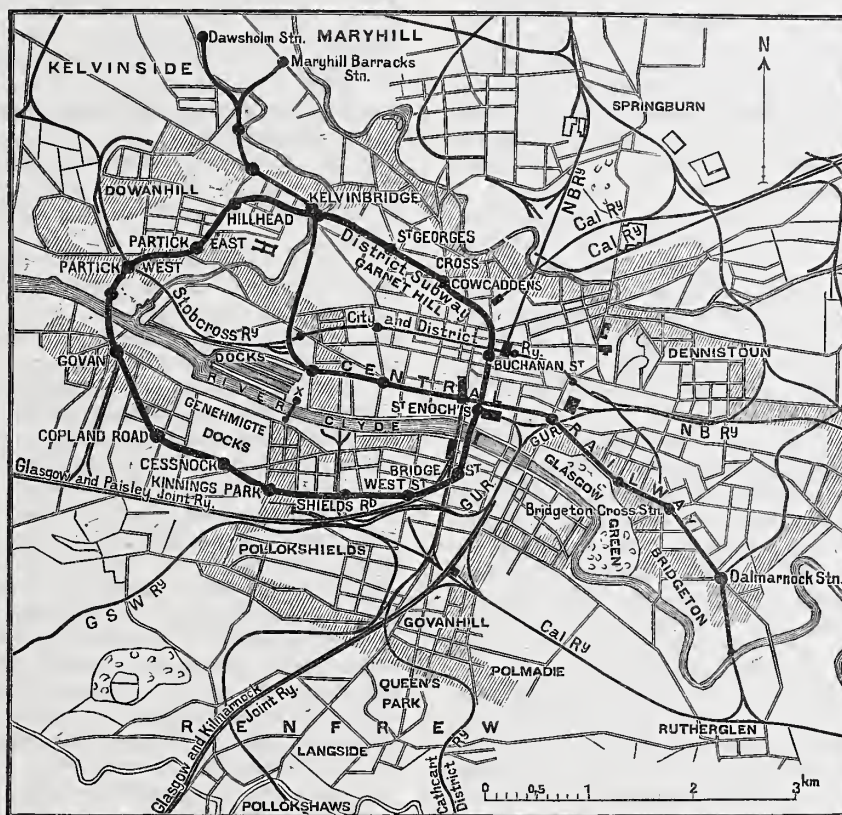 Dawsholm Stn.
MARYHILL
KELVINSIDE
Maryhill Barracks
Stn.
N
SPRINGBURN
DOWANHILL
KELVINBRIDGE
N B Ry
Cal Ry
Cal Ry
HILLHEAD
PARTICK
EAST
ST GEORGES
CROSS
District Subway
PARTICK
WEST
GARNET HILL
COWCADDENS
Stobcross Ry
City and District
Ry.
BUCHANAN ST
DENNISTOUN
GOVAN
DOCKS
CENTRAL
RAILWAY
RIVER
CLYDE
X
ST ENOCH'S
N B Ry
GENEHMIGTE
DOCKS
COPLAND ROAD
G.U.R.
GLASGOW
GREEN
CESSNOCK
BRIDGE
ST
KINNINGS PARK
WEST ST
Glasgow and Paisley Joint Ry.
SHIELDS RD
G.U.R.
Bridgeton Cross Stn.
POLLOKSHIELDS
BRIDGETON
Dalmarnock Stn.
G S W Ry
GOVANHILL
Cal Ry
POLMADIE
QUEEN'S
PARK
Glasgow and Kilmarnock
Joint Ry.
RENFREW
RUTHERGLEN
LANGSIDE
Cathcart
District
Ry
POLLOKSHAWS
0 0,5 1 2 3 km